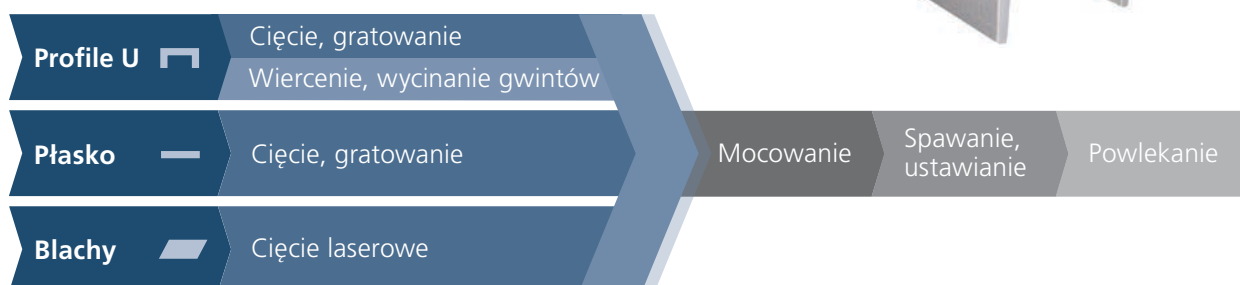 Profile U
Cięcie, gratowanie
Wiercenie, wycinanie gwintów
Płasko
Cięcie, gratowanie
Mocowanie
Spawanie,
ustawianie
Powlekanie
Blachy
Cięcie laserowe